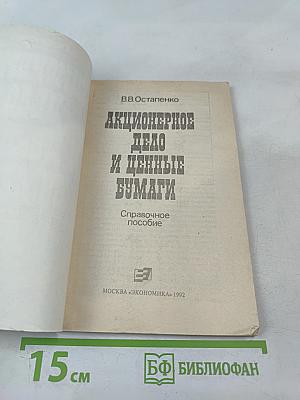 В.В.Остапенко
АКЦИОНЕРНОЕ
ДЕЛО
И ЦЕННЫЕ
БУМАГИ
Справочное
пособие
МОСКВА «ЭКОНОМИКА» 1992
15 см
БФ БИБЛИОФАН